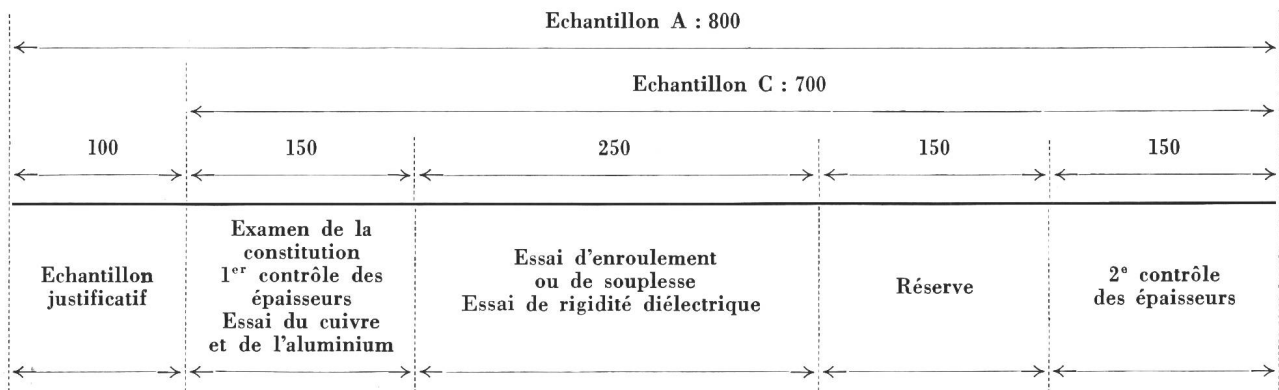 Echantillon A : 800
Echantillon C : 700
100
150
250
150
150
Echantillon
justificatif
Examen de la
constitution
1er contrôle des
épaisseurs
Essai du cuivre
et de l'aluminium
Essai d'enroulement
ou de souplesse
Essai de rigidité diélectrique
Réserve
2e contrôle
des épaisseurs